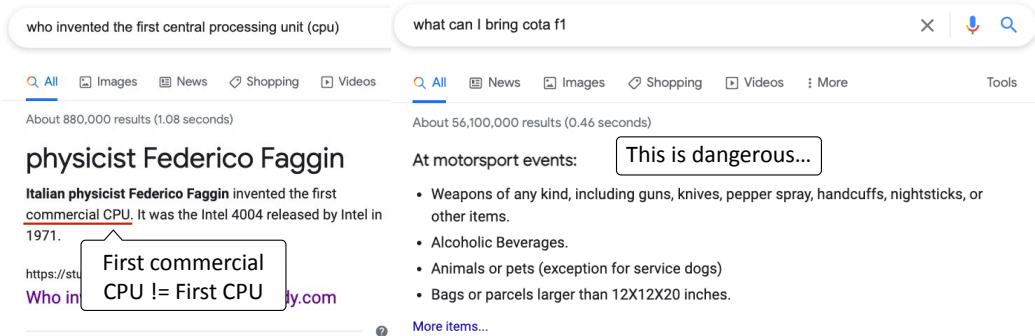 who invented the first central processing unit (cpu)
All Images News Shopping Videos
About 880,000 results (1.08 seconds)
physicist Federico Faggin
Italian physicist Federico Faggin invented the first
commercial CPU. It was the Intel 4004 released by Intel in
1971.
First commercial
CPU != First CPU
https://stu
Who in
dy.com
what can I bring cota f1
All News Images Shopping Videos More Tools
About 56,100,000 results (0.46 seconds)
At motorsport events:
This is dangerous...
• Weapons of any kind, including guns, knives, pepper spray, handcuffs, nightsticks, or
other items.
• Alcoholic Beverages.
• Animals or pets (exception for service dogs)
• Bags or parcels larger than 12X12X20 inches.
More items...